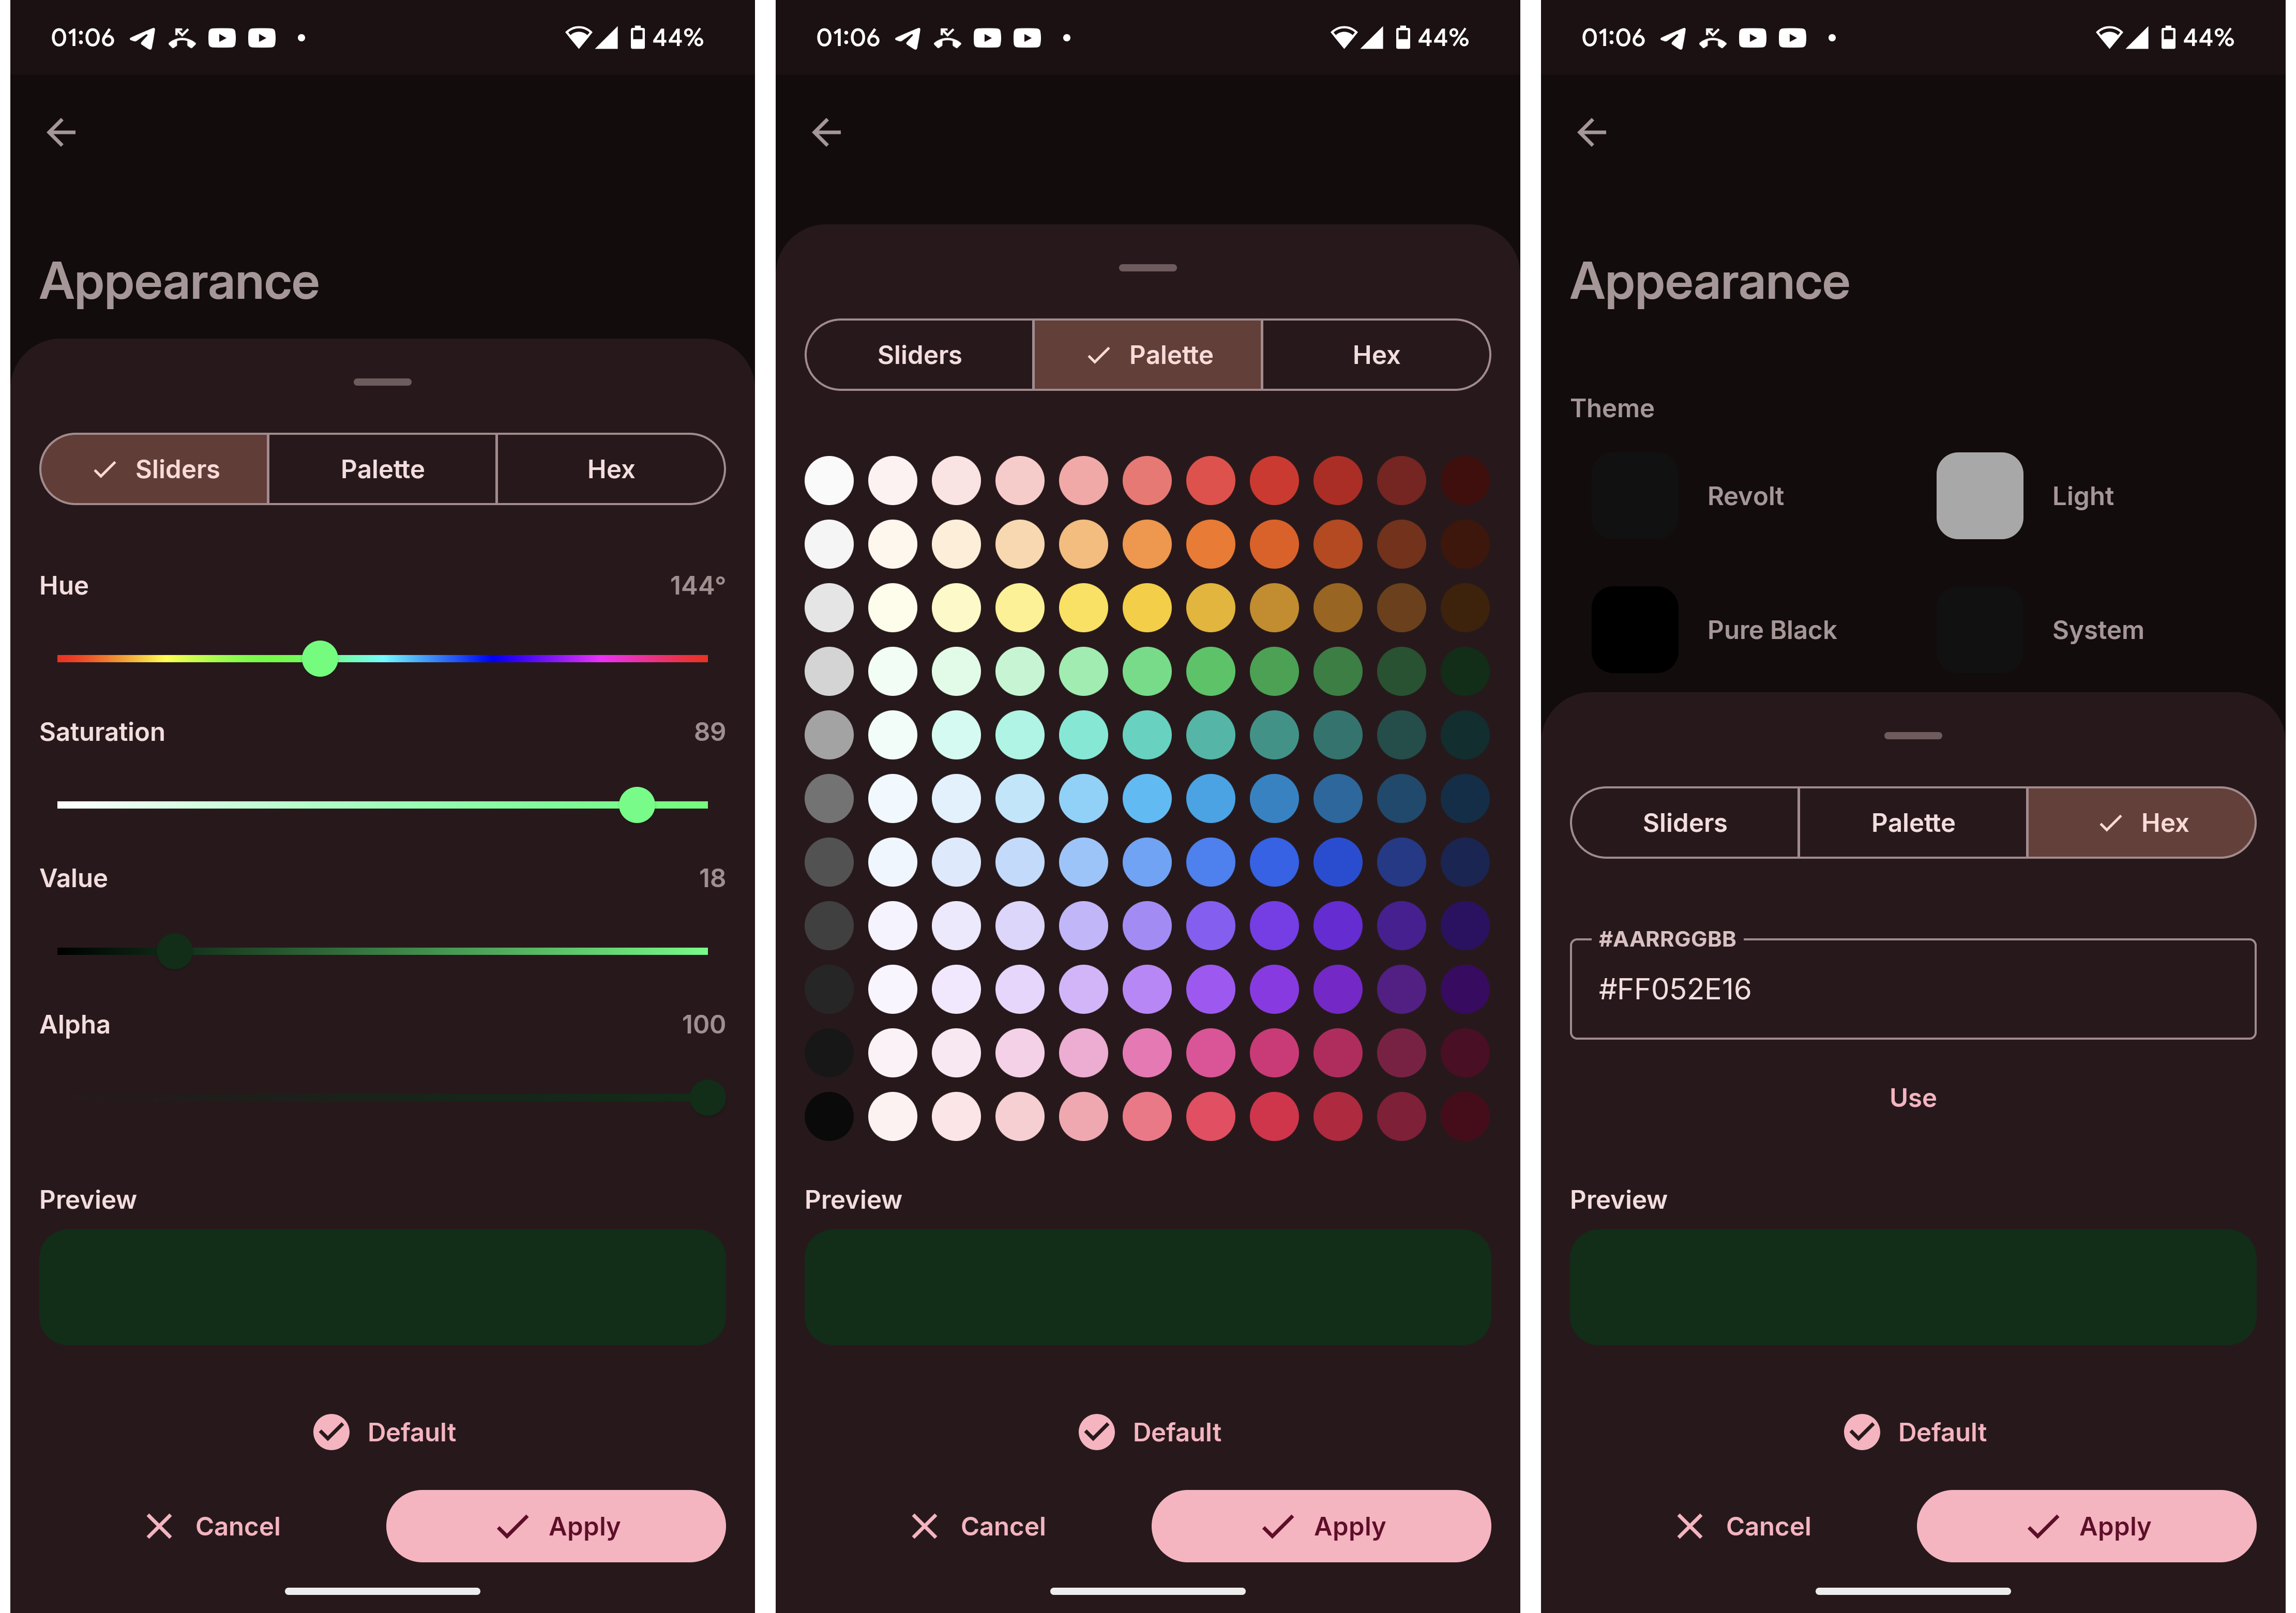 01:06 44%
Appearance
Sliders Palette Hex
Hue 144°
Saturation 89
Value 18
Alpha 100
Preview
Default
Cancel Apply
01:06 44%
Sliders Palette Hex
Preview
Default
Cancel Apply
01:06 44%
Appearance
Theme
Revolt Light
Pure Black System
Sliders Palette Hex
#AARRGGBB
#FF052E16
Use
Preview
Default
Cancel Apply